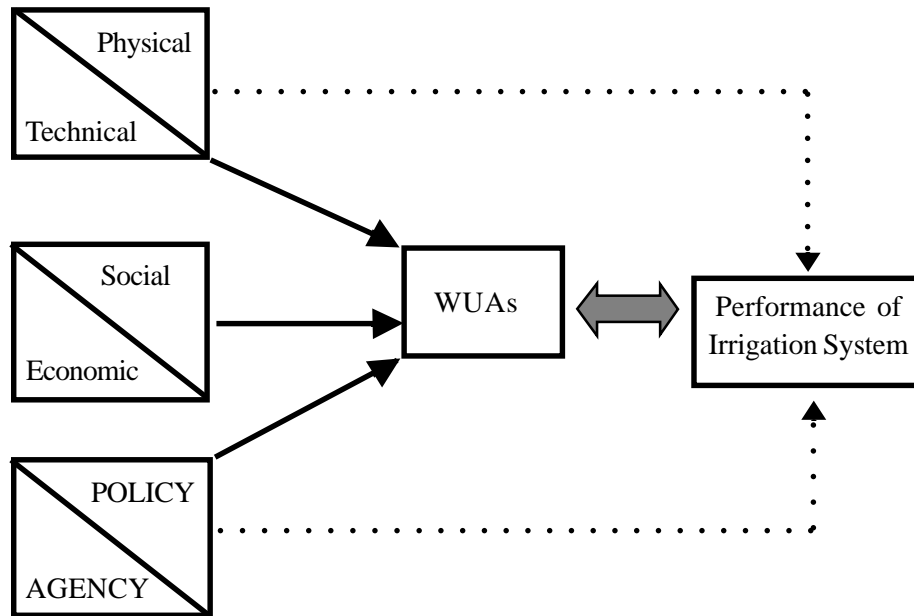 Physical
Technical
Social
Economic
WUAs
Performance of
Irrigation System
POLICY
AGENCY